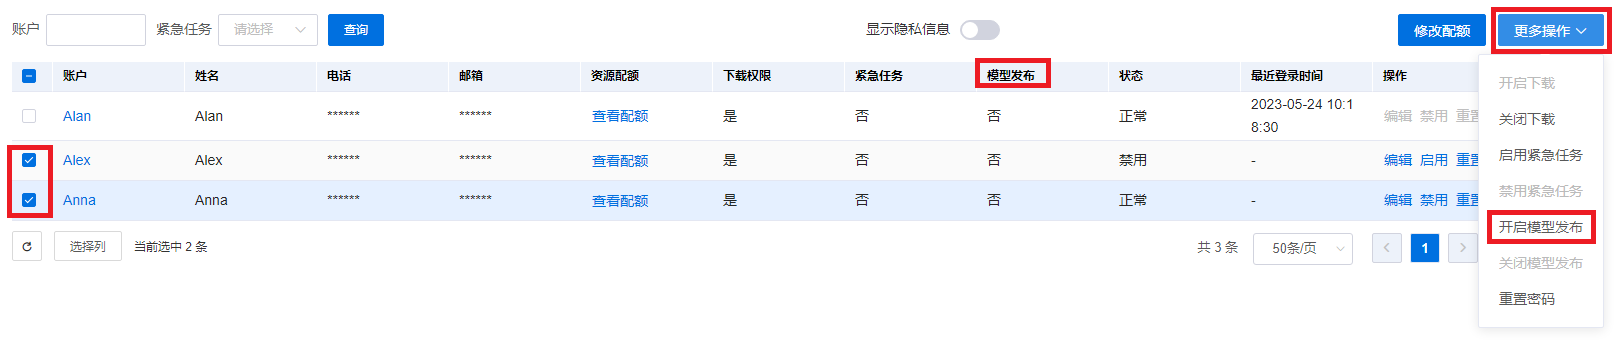 账户 紧急任务 请选择 查询 显示隐私信息 修改配额 更多操作
账户 姓名 电话 邮箱 资源配额 下载权限 紧急任务 模型发布 状态 最近登录时间 操作
Alan Alan ****** ****** 查看配额 是 否 否 正常 2023-05-24 10:1
8:30 编辑 禁用 重置
Alex Alex ****** ****** 查看配额 是 否 否 禁用 - 编辑 启用 重置
Anna Anna ****** ****** 查看配额 是 否 否 正常 - 编辑 禁用 重置
选择列 当前选中 2 条 共 3 条 50条/页 1
开启下载
关闭下载
启用紧急任务
禁用紧急任务
开启模型发布
关闭模型发布
重置密码